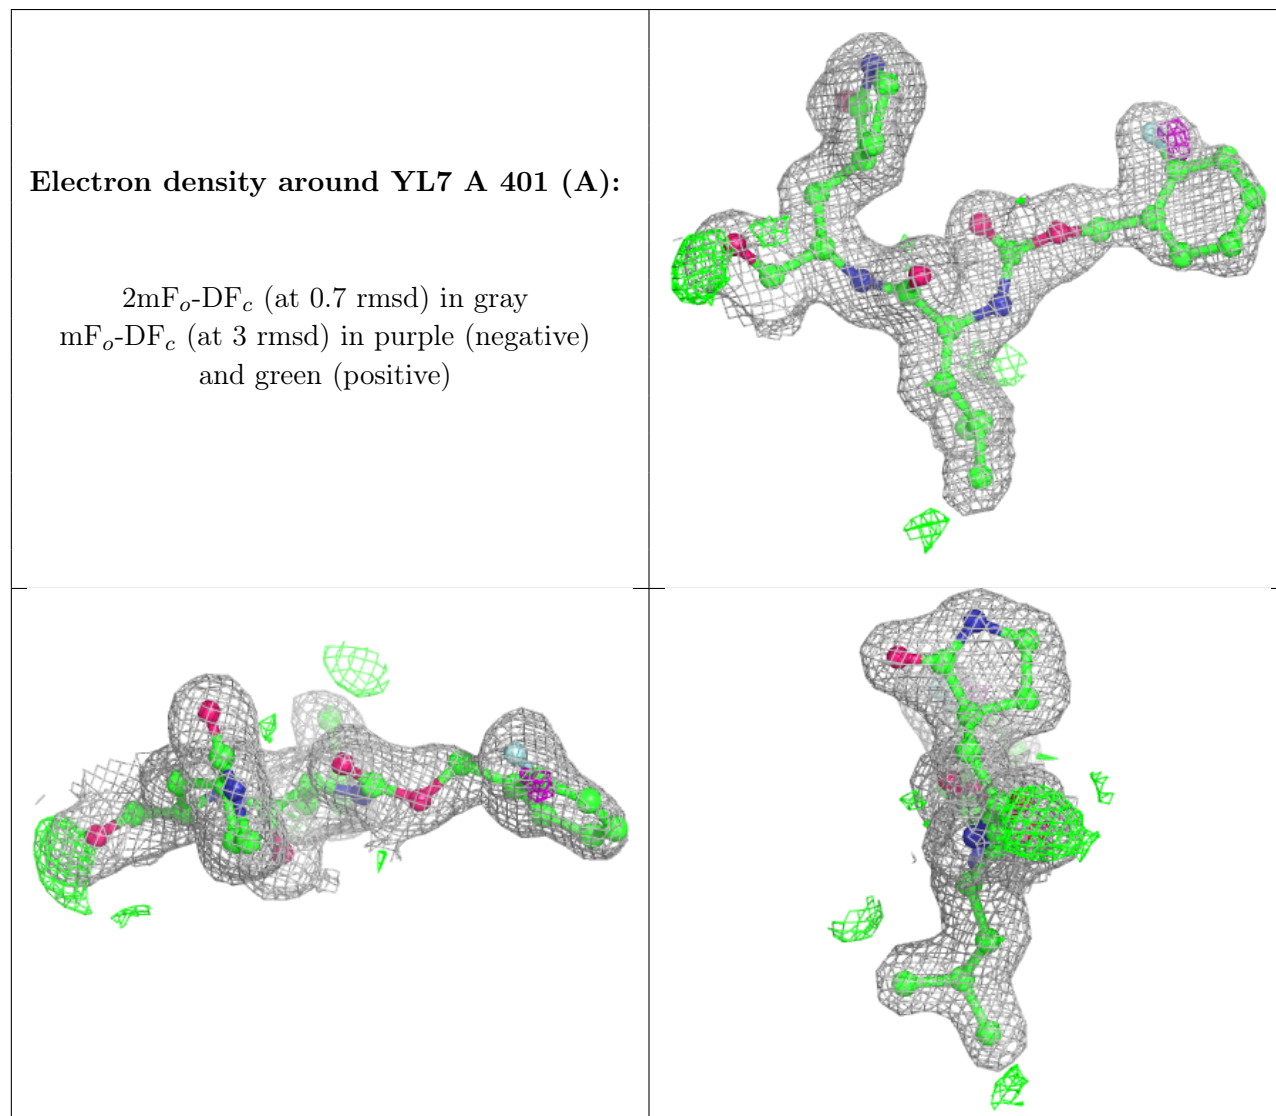 Electron density around YL7 A 401 (A):
2mFo-DFc (at 0.7 rmsd) in gray
mFo-DFc (at 3 rmsd) in purple (negative)
and green (positive)